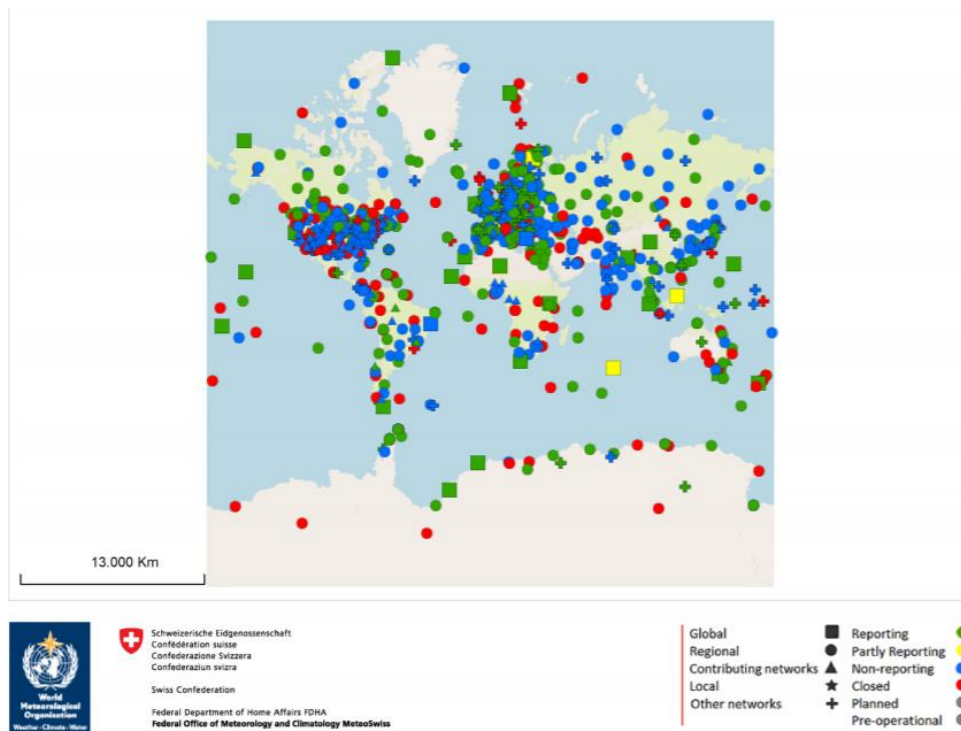 13.000 Km
World
Meteorological
Organisation
Weather · Climate · Water
Schweizerische Eidgenossenschaft
Confédération suisse
Confederazione Svizzera
Confederaziun svizra
Swiss Confederation
Federal Department of Home Affairs FDHA
Federal Office of Meteorology and Climatology MeteoSwiss
Global
Regional
Contributing networks
Local
Other networks
Reporting
Partly Reporting
Non-reporting
Closed
Planned
Pre-operational